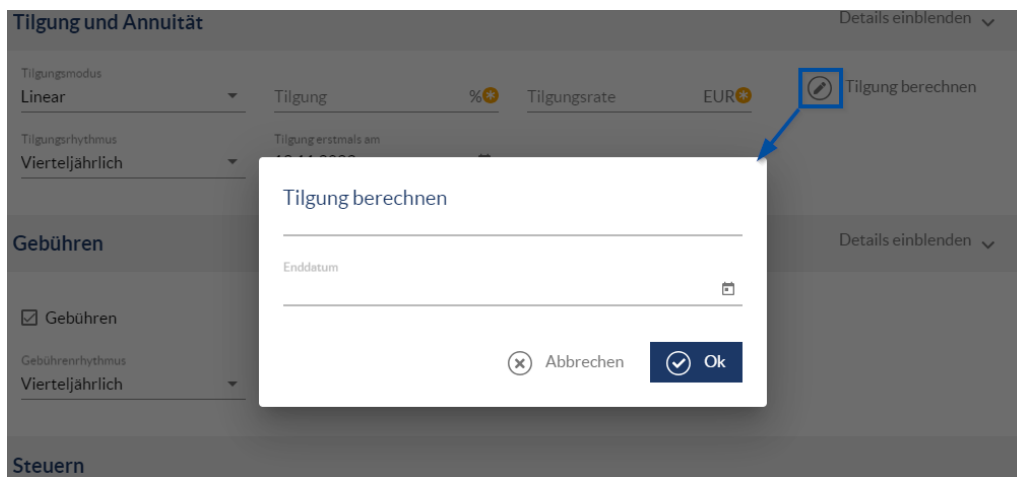 Tilgung und Annuität
Details einblenden
Tilgungsmodus
Linear
Tilgung
%
Tilgungsrate
EUR
Tilgung berechnen
Tilgungsrhythmus
Vierteljährlich
Tilgung erstmals am
Tilgung berechnen
Enddatum
Abbrechen
Ok
Gebühren
Details einblenden
Gebühren
Gebührenrhythmus
Vierteljährlich
Steuern